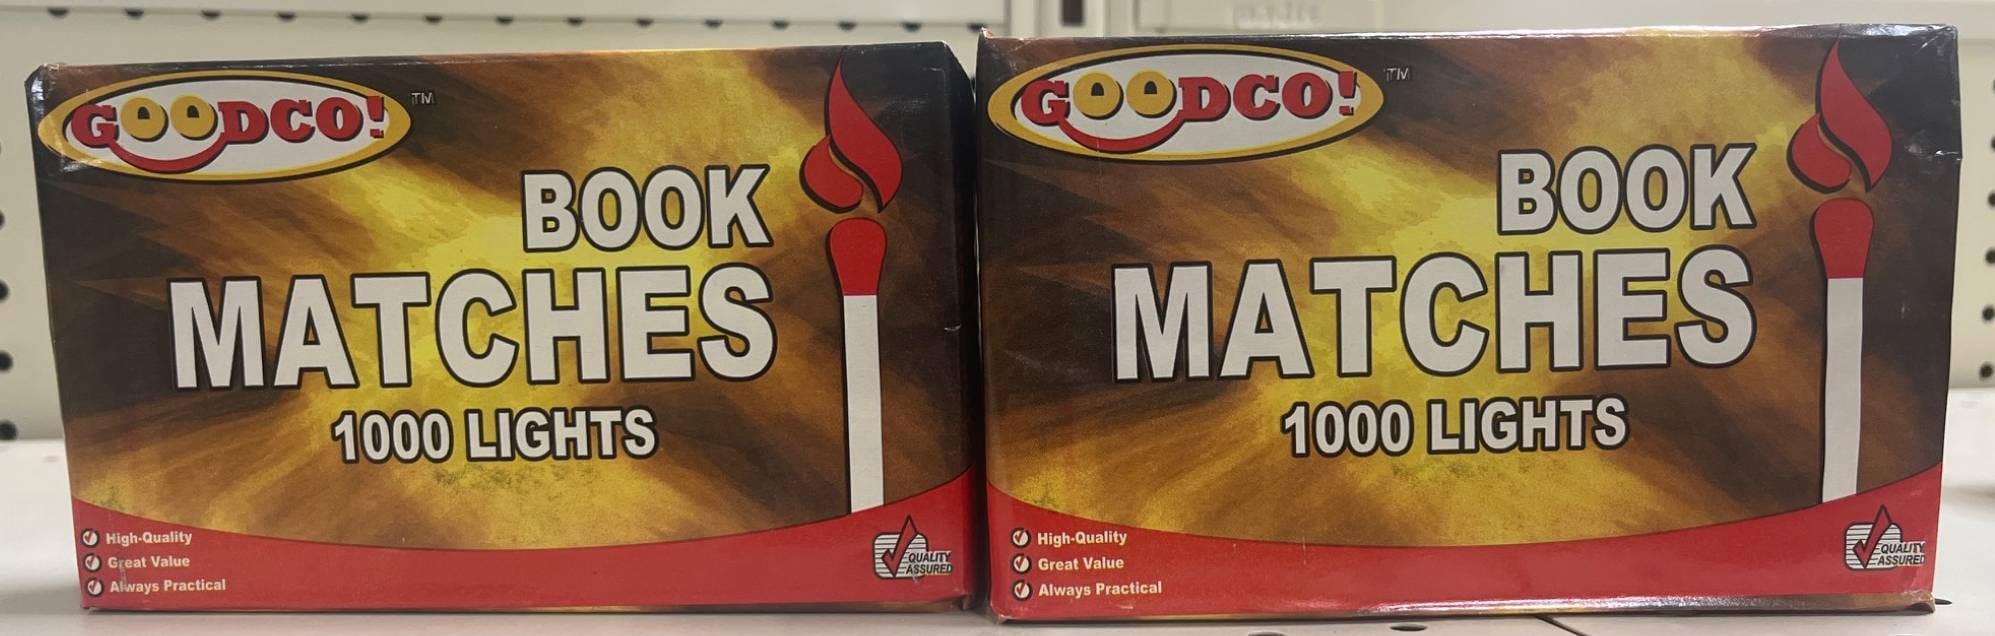 GOODCO! TM
BOOK
MATCHES
1000 LIGHTS
High-Quality
Great Value
Always Practical
QUALITY
ASSURED
GOODCO! TM
BOOK
MATCHES
1000 LIGHTS
High-Quality
Great Value
Always Practical
QUALITY
ASSURED